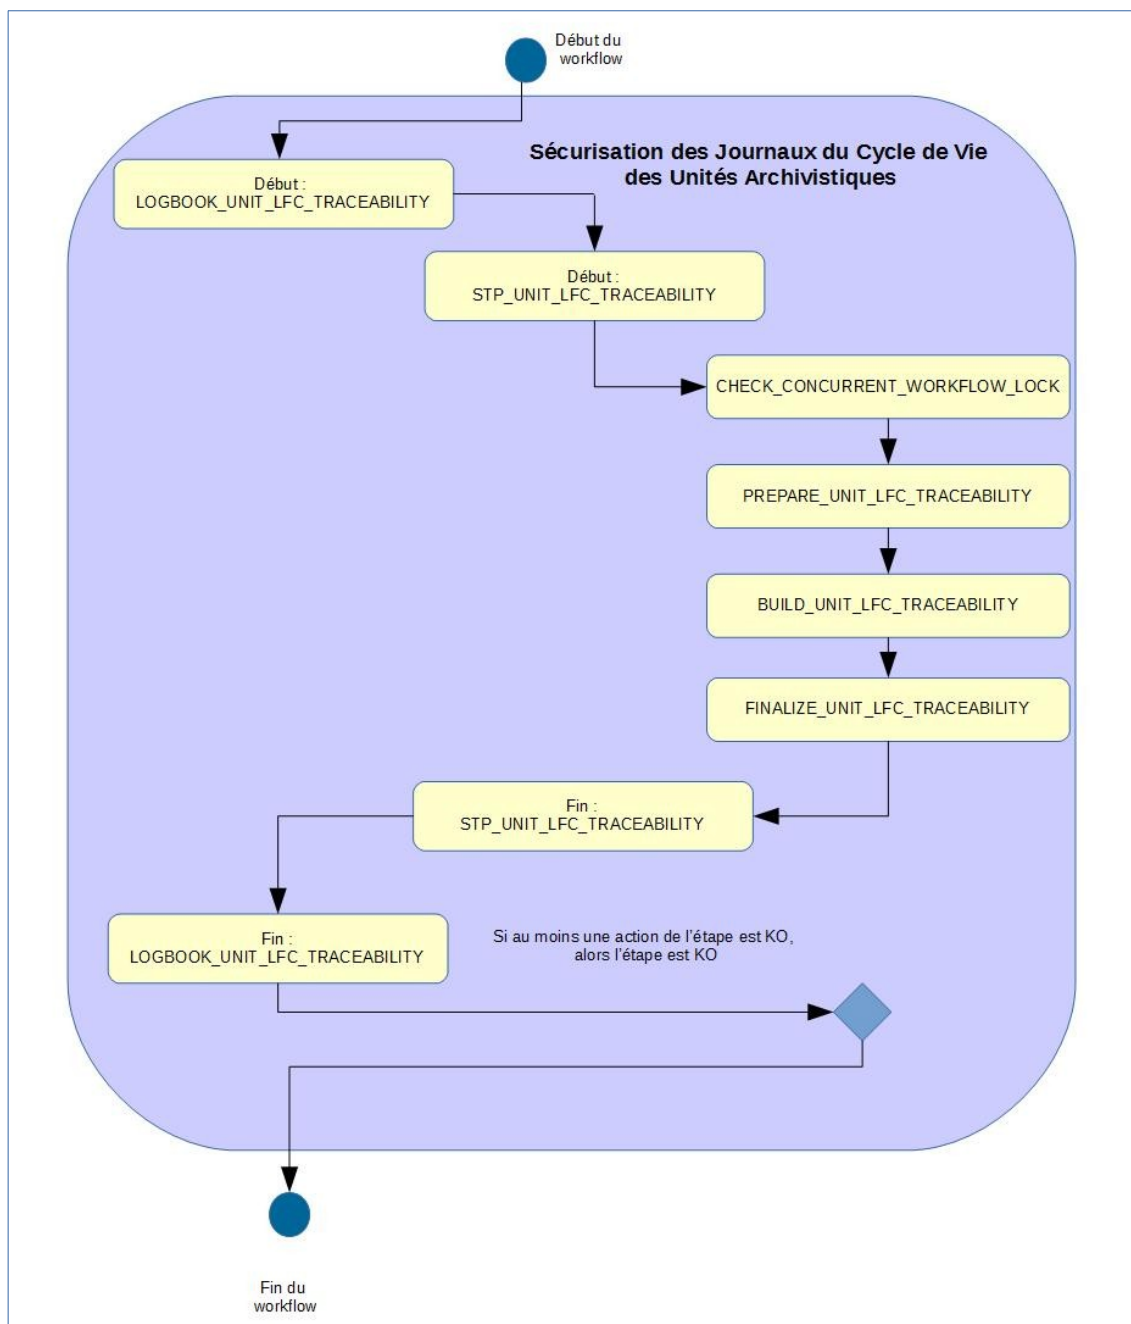 Début du
workflow
Sécurisation des Journaux du Cycle de Vie
des Unités Archivistiques
Début :
LOGBOOK_UNIT_LFC_TRACEABILITY
Début :
STP_UNIT_LFC_TRACEABILITY
CHECK_CONCURRENT_WORKFLOW_LOCK
PREPARE_UNIT_LFC_TRACEABILITY
BUILD_UNIT_LFC_TRACEABILITY
FINALIZE_UNIT_LFC_TRACEABILITY
Fin :
STP_UNIT_LFC_TRACEABILITY
Fin :
LOGBOOK_UNIT_LFC_TRACEABILITY
Si au moins une action de l'étape est KO,
alors l'étape est KO
Fin du
workflow